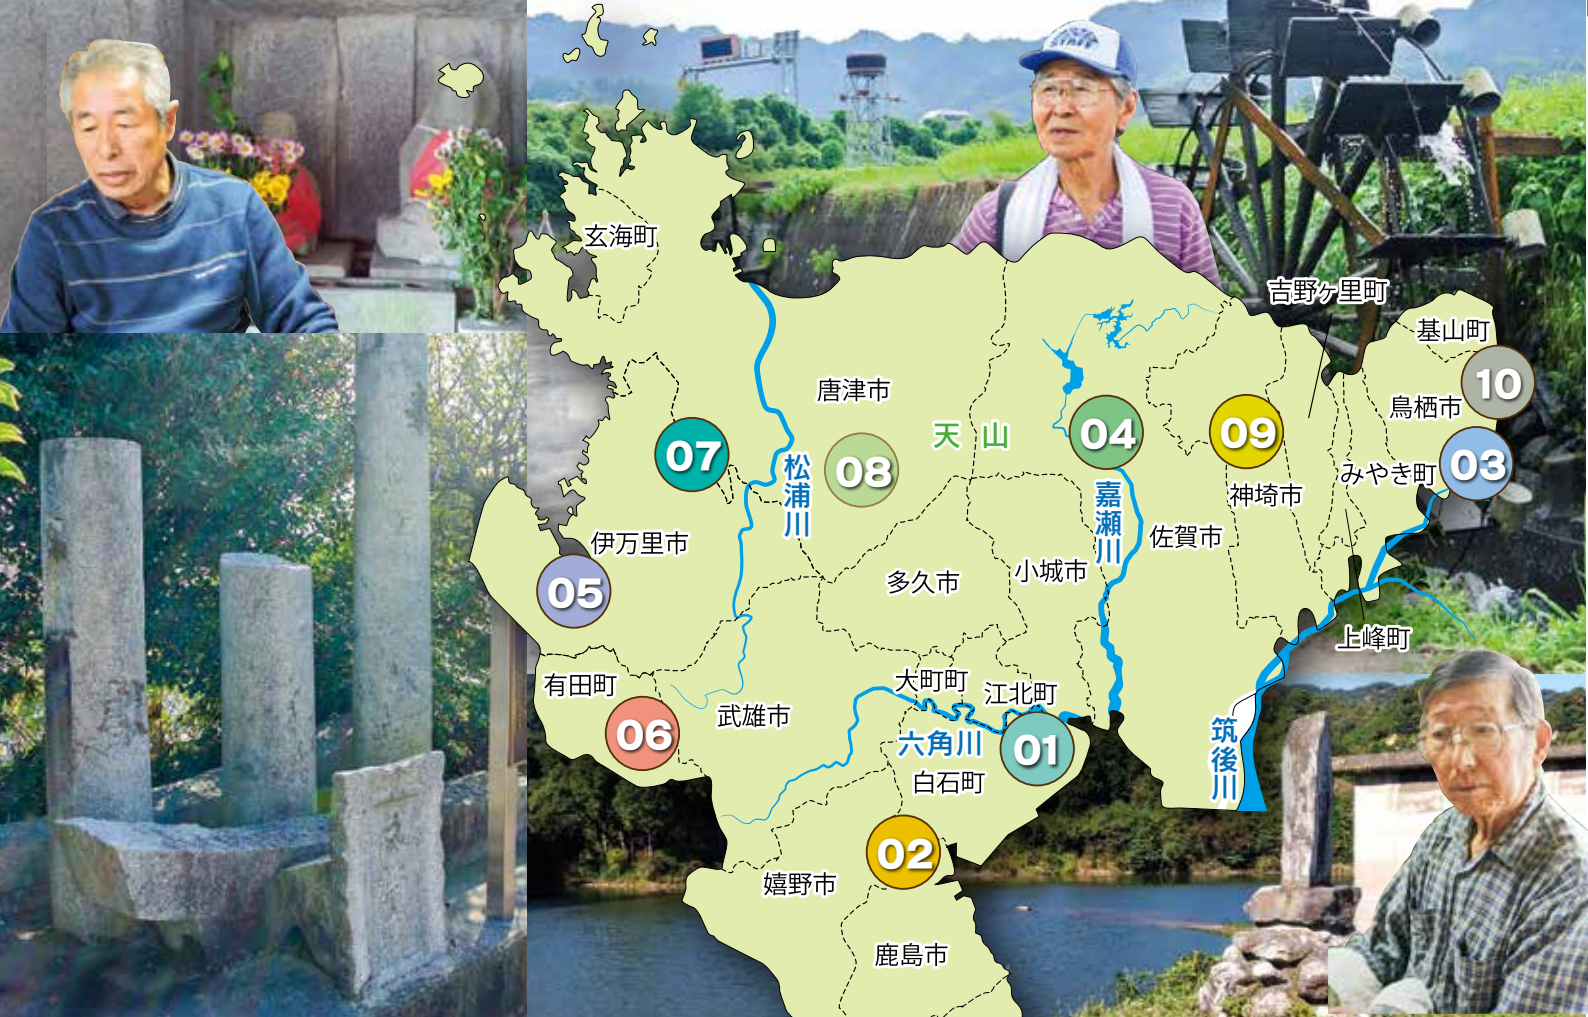 STAFF
玄海町
吉野ヶ里町
基山町
10
唐津市
鳥栖市
天山
04
09
07
松浦川
08
みやき町
03
嘉瀬川
神埼市
佐賀市
伊万里市
05
多久市
小城市
上峰町
有田町
大町町
江北町
06
武雄市
六角川
01
筑後川
白石町
02
嬉野市
鹿島市